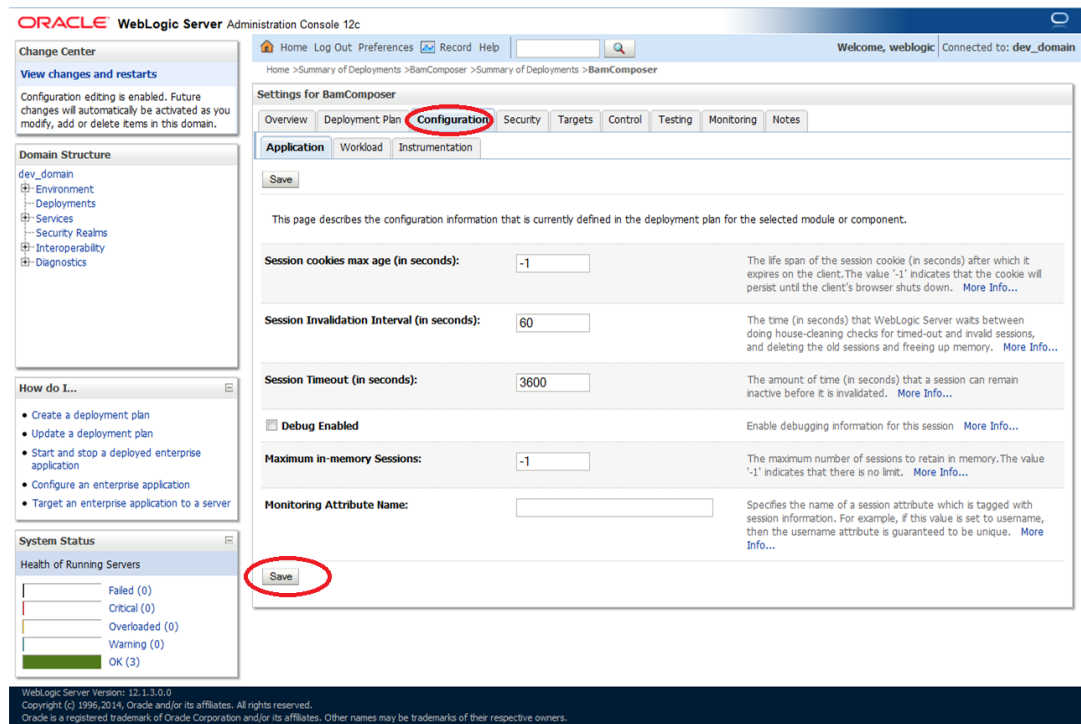 ORACLE WebLogic Server Administration Console 12c
Change Center
View changes and restarts
Configuration editing is enabled. Future
changes will automatically be activated as you
modify, add or delete items in this domain.
Domain Structure
dev_domain
Environment
Deployments
Services
Security Realms
Interoperability
Diagnostics
How do I...
Create a deployment plan
Update a deployment plan
Start and stop a deployed enterprise
application
Configure an enterprise application
Target an enterprise application to a server
System Status
Health of Running Servers
Failed (0)
Critical (0)
Overloaded (0)
Warning (0)
OK (3)
Home Log Out Preferences Record Help
Welcome, weblogic Connected to: dev_domain
Home >Summary of Deployments >BamComposer >Summary of Deployments >BamComposer
Settings for BamComposer
Overview Deployment Plan Configuration Security Targets Control Testing Monitoring Notes
Application Workload Instrumentation
Save
This page describes the configuration information that is currently defined in the deployment plan for the selected module or component.
Session cookies max age (in seconds):
-1
The life span of the session cookie (in seconds) after which it
expires on the client.The value '-1' indicates that the cookie will
persist until the client's browser shuts down. More Info...
Session Invalidation Interval (in seconds):
60
The time (in seconds) that WebLogic Server waits between
doing house-cleaning checks for timed-out and invalid sessions,
and deleting the old sessions and freeing up memory. More Info...
Session Timeout (in seconds):
3600
The amount of time (in seconds) that a session can remain
inactive before it is invalidated. More Info...
Debug Enabled
Enable debugging information for this session More Info...
Maximum in-memory Sessions:
-1
The maximum number of sessions to retain in memory.The value
'-1' indicates that there is no limit. More Info...
Monitoring Attribute Name:
Specifies the name of a session attribute which is tagged with
session information. For example, if this value is set to username,
then the username attribute is guaranteed to be unique. More
Info...
Save
WebLogic Server Version: 12.1.3.0.0
Copyright (c) 1996,2014, Oracle and/or its affiliates. All rights reserved.
Oracle is a registered trademark of Oracle Corporation and/or its affiliates. Other names may be trademarks of their respective owners.